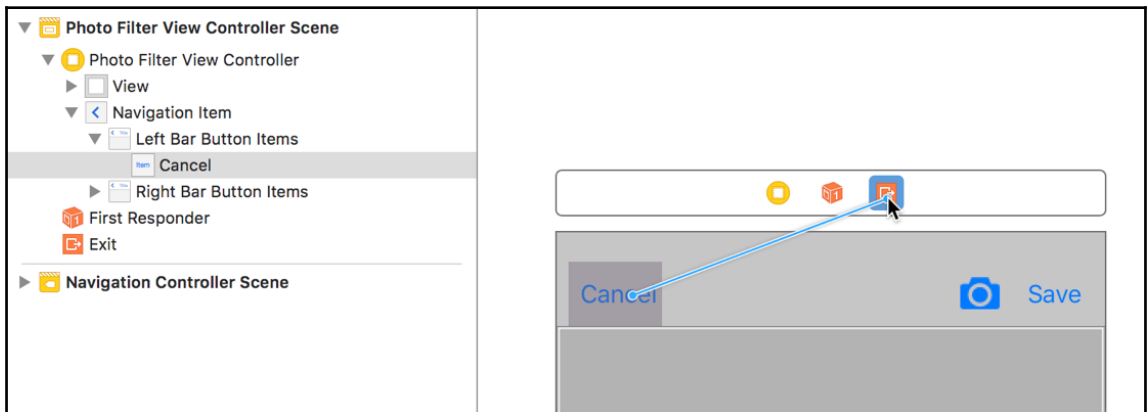 Photo Filter View Controller Scene
Photo Filter View Controller
View
Navigation Item
Left Bar Button Items
Item Cancel
Right Bar Button Items
First Responder
Exit
Navigation Controller Scene
Cancel
Save